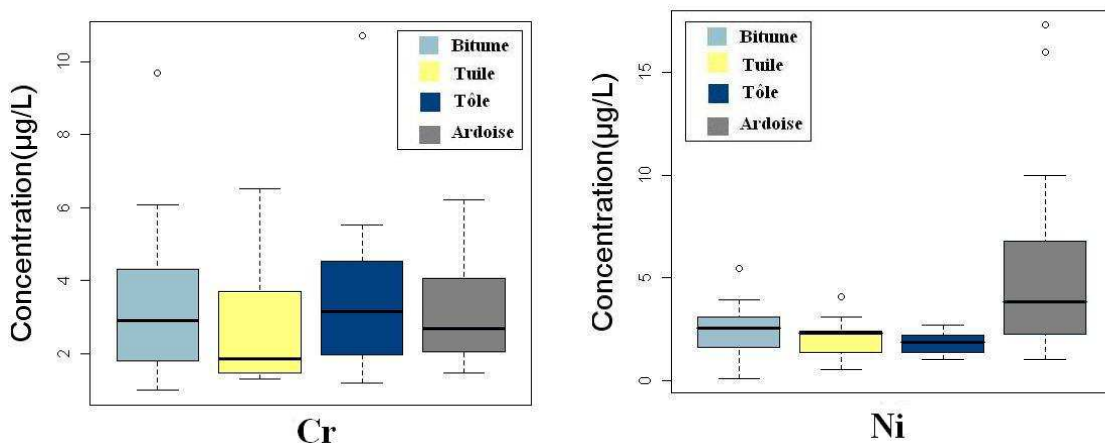 Concentration(µg/L)
10
8
6
4
2
Bitume
Tuile
Tôle
Ardoise
Cr
Concentration(µg/L)
15
10
5
0
Bitume
Tuile
Tôle
Ardoise
Ni